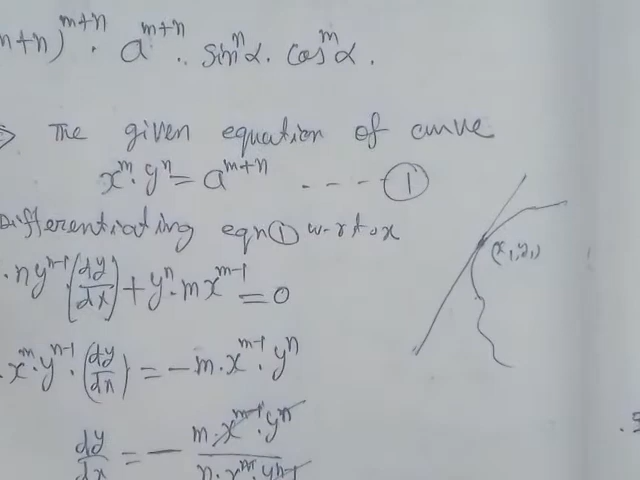 m+n)^{m+n} . a^{m+n} .. sin^n α . cos^m α .
The given equation of curve
x^m . y^n = a^{m+n} ---- ①
Differentiating eqn ① w-r to x
. n y^{n-1} (dy/dx) + y^n . m x^{m-1} = 0
(x₁, y₁)
. x^m . y^{n-1} . (dy/dx) = - m . x^{m-1} . y^n
dy/dx = - m . x^{m-1} . y^n / n . x^m . y^{n-1}